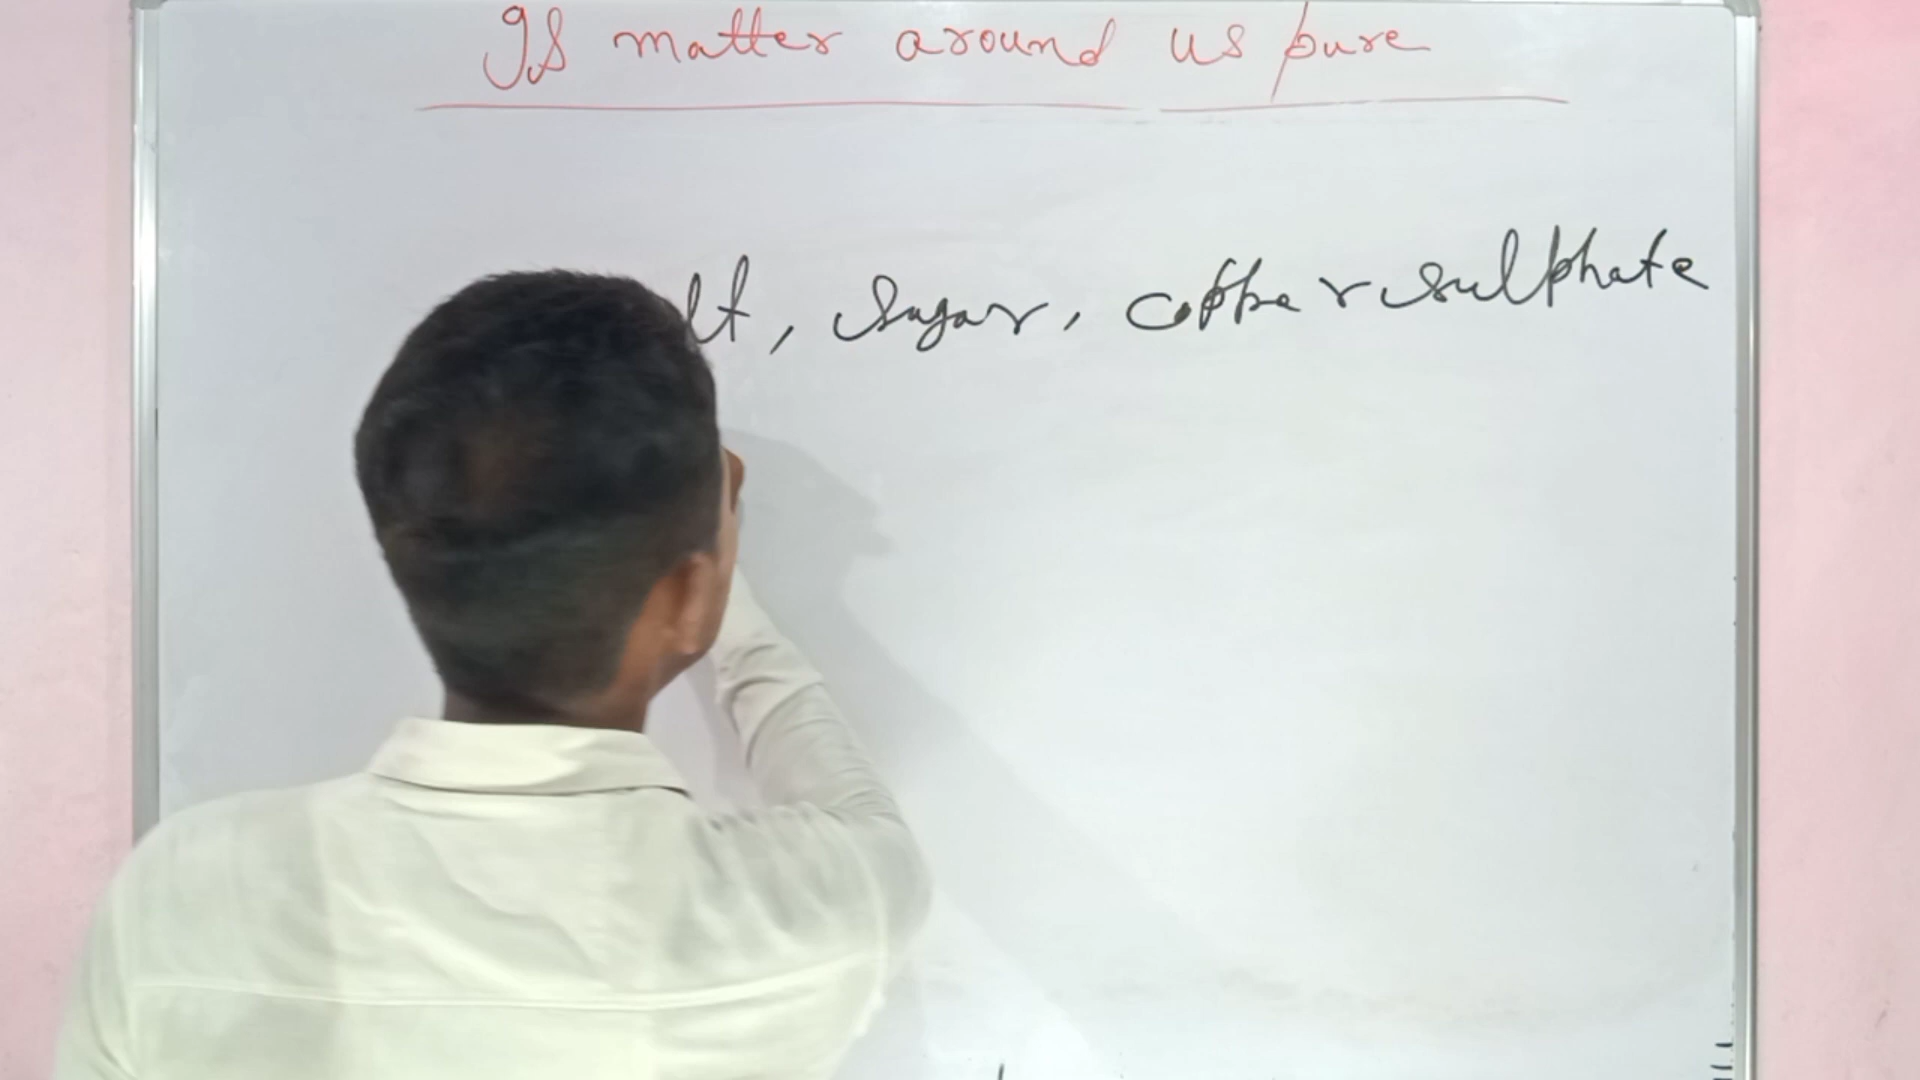 Is matter around us pure
lt, Sugar, copper sulphate